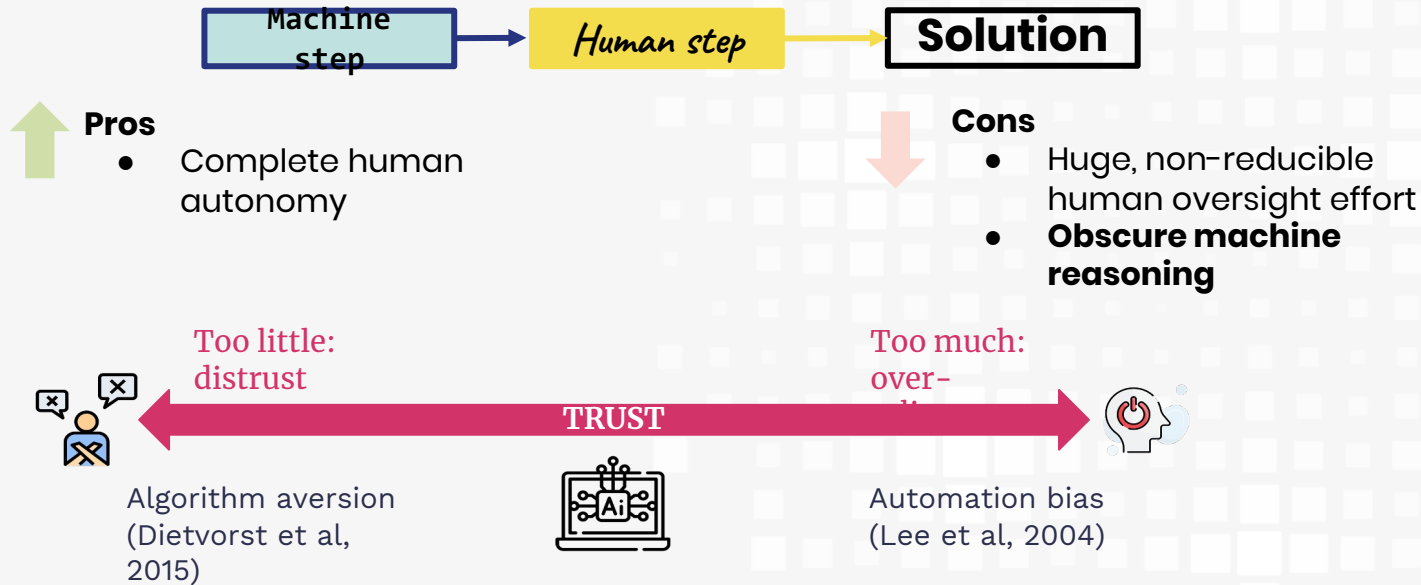 Machine
step
Human step
Solution
Pros
● Complete human
autonomy
Cons
● Huge, non-reducible
human oversight effort
● Obscure machine
reasoning
Too little:
distrust
Too much:
over-
TRUST
Ai
Algorithm aversion
(Dietvorst et al,
2015)
Automation bias
(Lee et al, 2004)